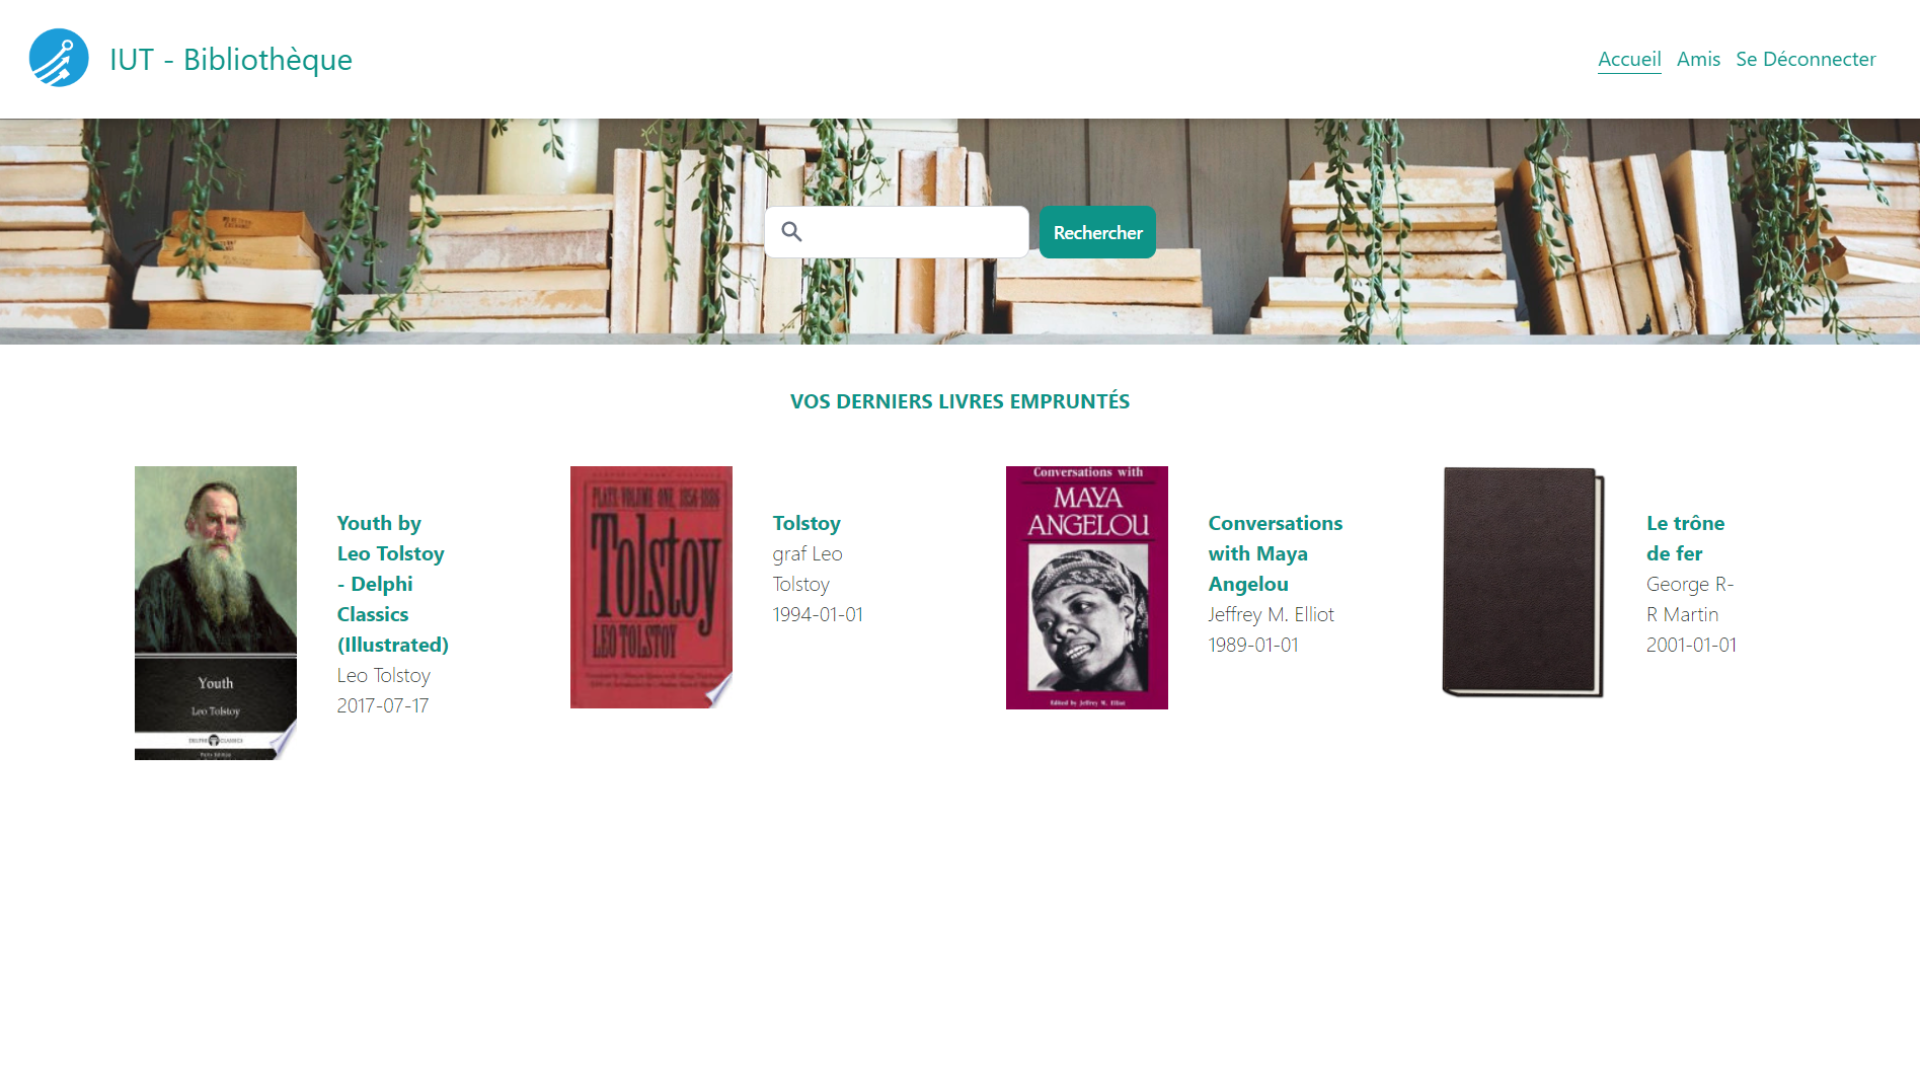 IUT - Bibliothèque
Accueil Amis Se Déconnecter
Rechercher
VOS DERNIERS LIVRES EMPRUNTÉS
Youth
Leo Tolstoy
DELPHI CLASSICS
Youth by
Leo Tolstoy
- Delphi
Classics
(Illustrated)
Leo Tolstoy
2017-07-17
PLAYS: VOLUME ONE, 1856-1886
Tolstoy
LEO TOLSTOY
Tolstoy
graf Leo
Tolstoy
1994-01-01
Conversations with
MAYA
ANGELOU
Edited by Jeffrey M. Elliot
Conversations
with Maya
Angelou
Jeffrey M. Elliot
1989-01-01
Le trône
de fer
George R-
R Martin
2001-01-01